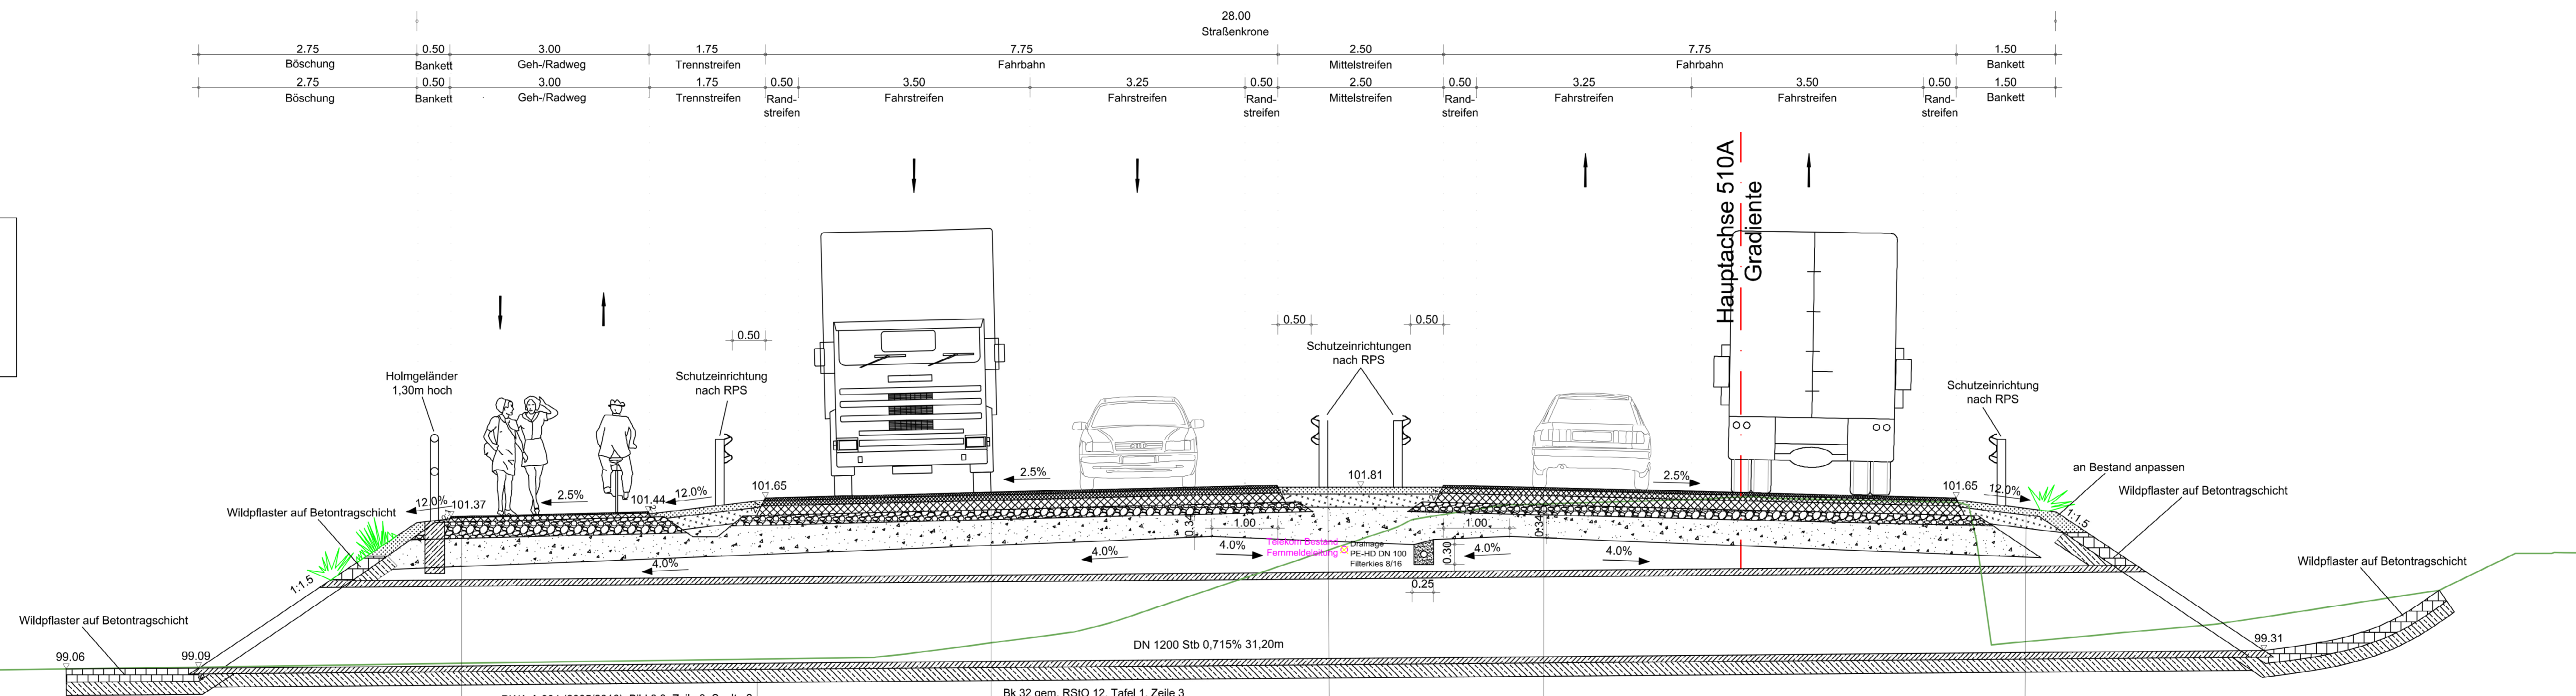 28.00
Straßenkrone
2.75 0.50 3.00 1.75 7.75 2.50 7.75 1.50
Böschung Bankett Geh-/Radweg Trennstreifen Fahrbahn Mittelstreifen Fahrbahn Bankett
2.75 0.50 3.00 1.75 0.50 3.50 3.25 0.50 2.50 0.50 3.25 3.50 0.50 1.50
Böschung Bankett Geh-/Radweg Trennstreifen Rand-
streifen Fahrstreifen Fahrstreifen Rand-
streifen Mittelstreifen Rand-
streifen Fahrstreifen Fahrstreifen Rand-
streifen Bankett
Hauptachse 510A
Gradiente
0.50
0.50 0.50
Schutzeinrichtungen
nach RPS
Holmgeländer
1,30m hoch
Schutzeinrichtung
nach RPS
Schutzeinrichtung
nach RPS
an Bestand anpassen
Wildpflaster auf Betontragschicht
Wildpflaster auf Betontragschicht
12.0% 101.37 2.5% 101.44 12.0% 101.65 2.5% 101.81 2.5% 101.65 12.0%
1:1.5
0.34 1.00 1.00 0.34
Telekom Bestand
Fernmeldeleitung
Drainage
PE-HD DN 100
Filterkies 8/16
0.30
0.25
4.0% 4.0% 4.0% 4.0% 4.0%
1:1.5
Wildpflaster auf Betontragschicht
Wildpflaster auf Betontragschicht
99.06 99.09 99.31
DN 1200 Stb 0,715% 31,20m
Bk 32 gem. RStO 12, Tafel 1, Zeile 3